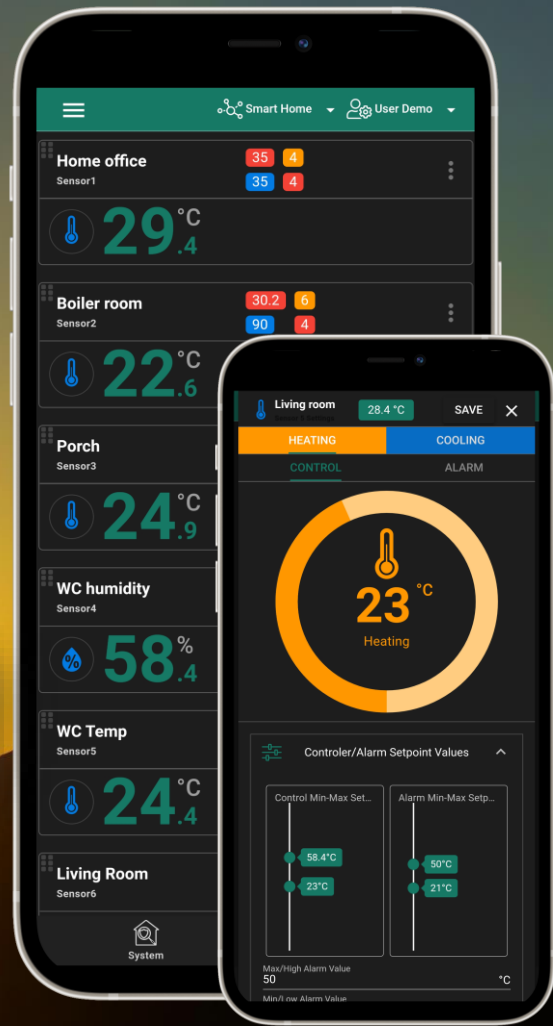 Smart Home
User Demo
Home office
35 4
Sensor1
35 4
29.4 °C
Boiler room
30.2 6
Sensor2
90 4
22.6 °C
Porch
Sensor3
24.9 °C
WC humidity
Sensor4
%
58.4 %
WC Temp
Sensor5
24.4 °C
Living Room
Sensor6
System
Living room
28.4 °C
SAVE
HEATING
COOLING
CONTROL
ALARM
23 °C
Heating
Controler/Alarm Setpoint Values
Control Min-Max Set...
58.4°C
23°C
Alarm Min-Max Setp...
50°C
21°C
Max/High Alarm Value
50 °C
Min/Low Alarm Value